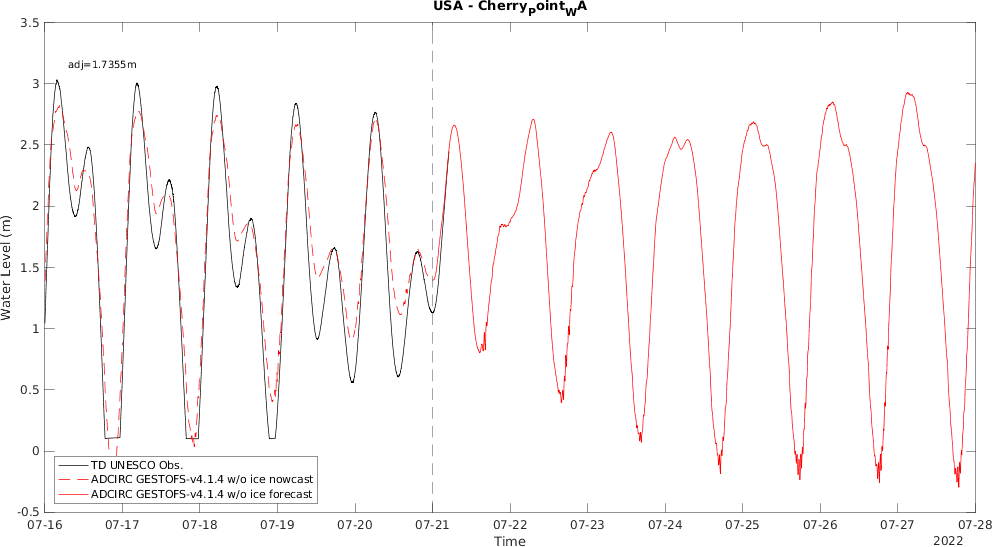 USA - CherryPointWA
adj=1.7355m
3.5
3
2.5
2
1.5
1
0.5
0
-0.5
Water Level (m)
TD UNESCO Obs.
ADCIRC GESTOFS-v4.1.4 w/o ice nowcast
ADCIRC GESTOFS-v4.1.4 w/o ice forecast
07-16 07-17 07-18 07-19 07-20 07-21 07-22 07-23 07-24 07-25 07-26 07-27 07-28
Time
2022